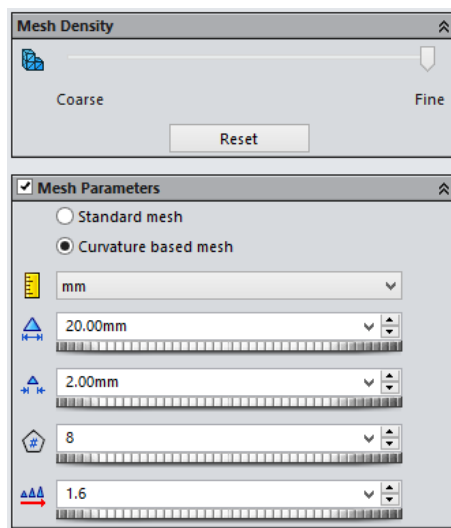 Mesh Density
Coarse Fine
Reset
Mesh Parameters
Standard mesh
Curvature based mesh
mm
20.00mm
2.00mm
# 8
1.6